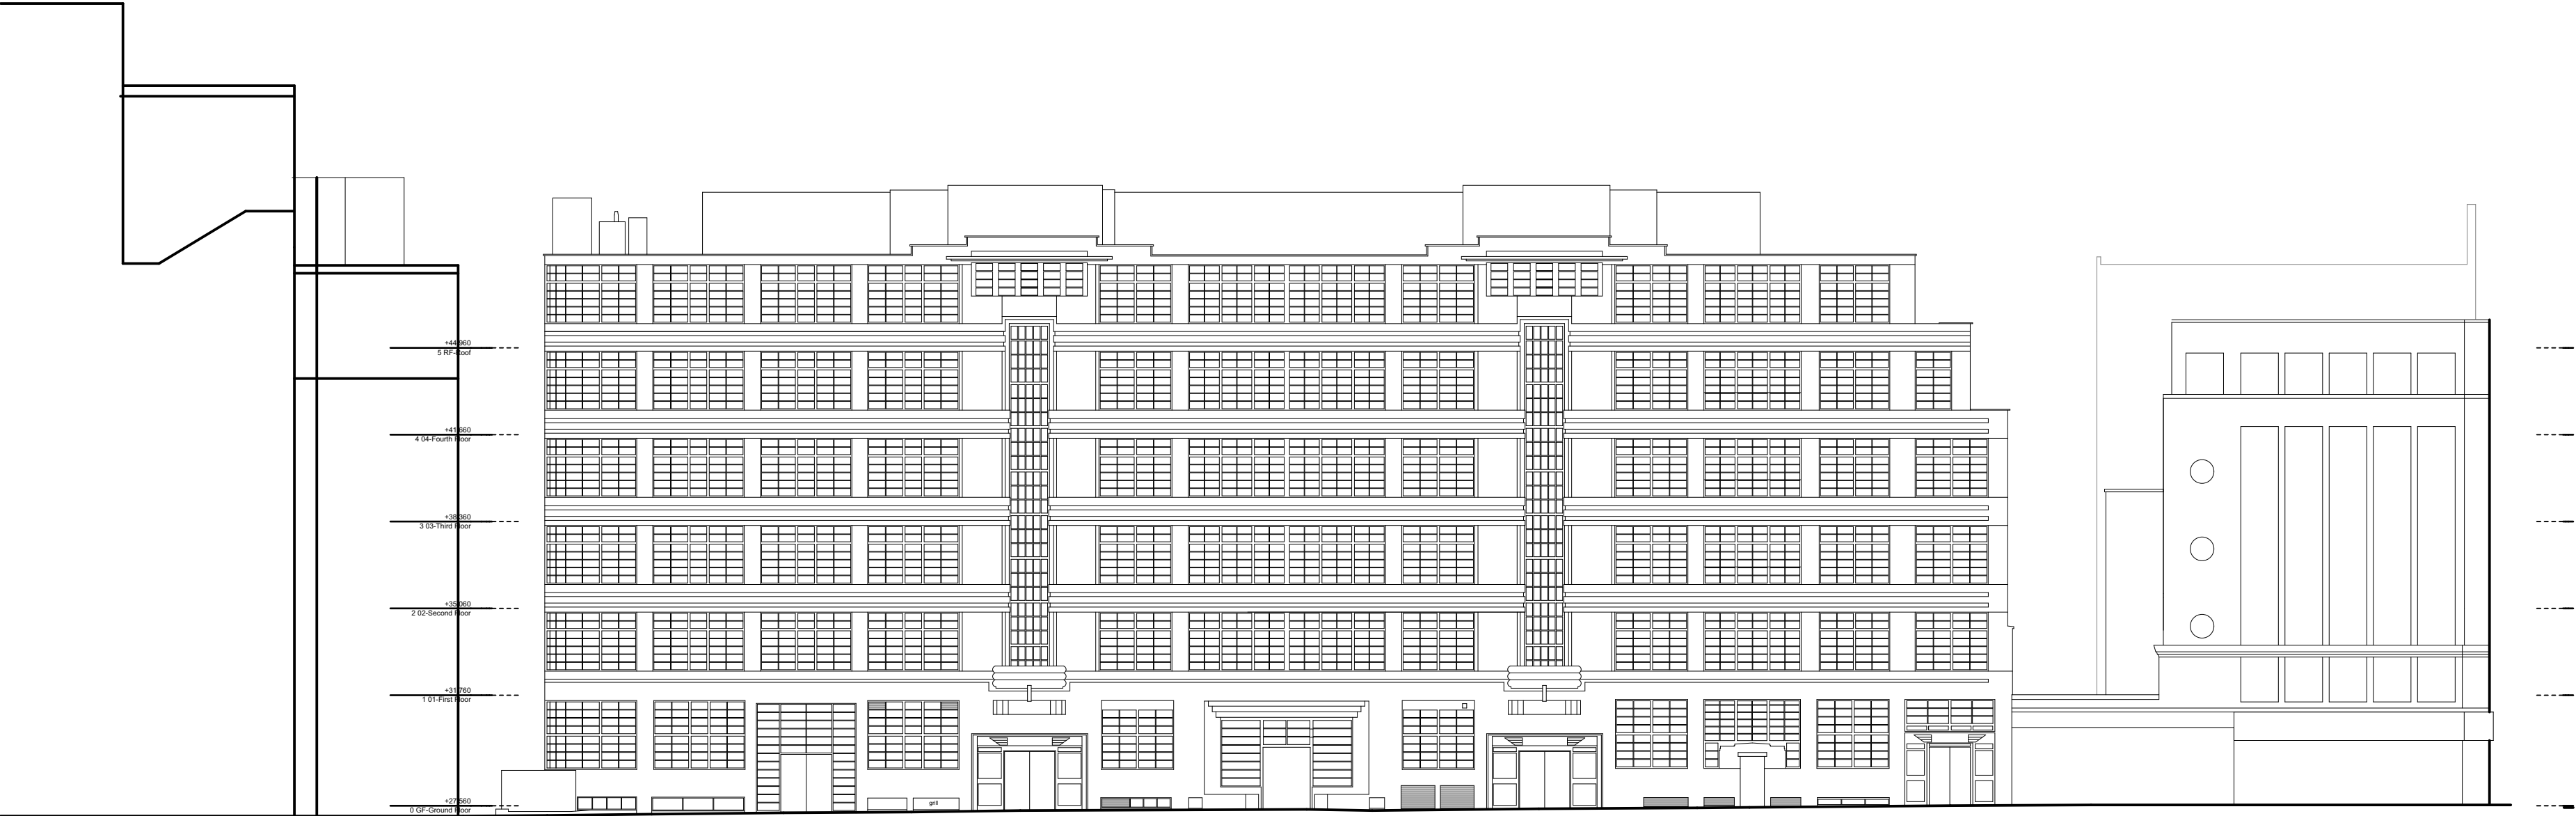 +44.960
5 RF-Roof
+41.660
4 04-Fourth Floor
+38.360
3 03-Third Floor
+35.060
2 02-Second Floor
+31.760
1 01-First Floor
+27.560
0 GF-Ground Floor
grill